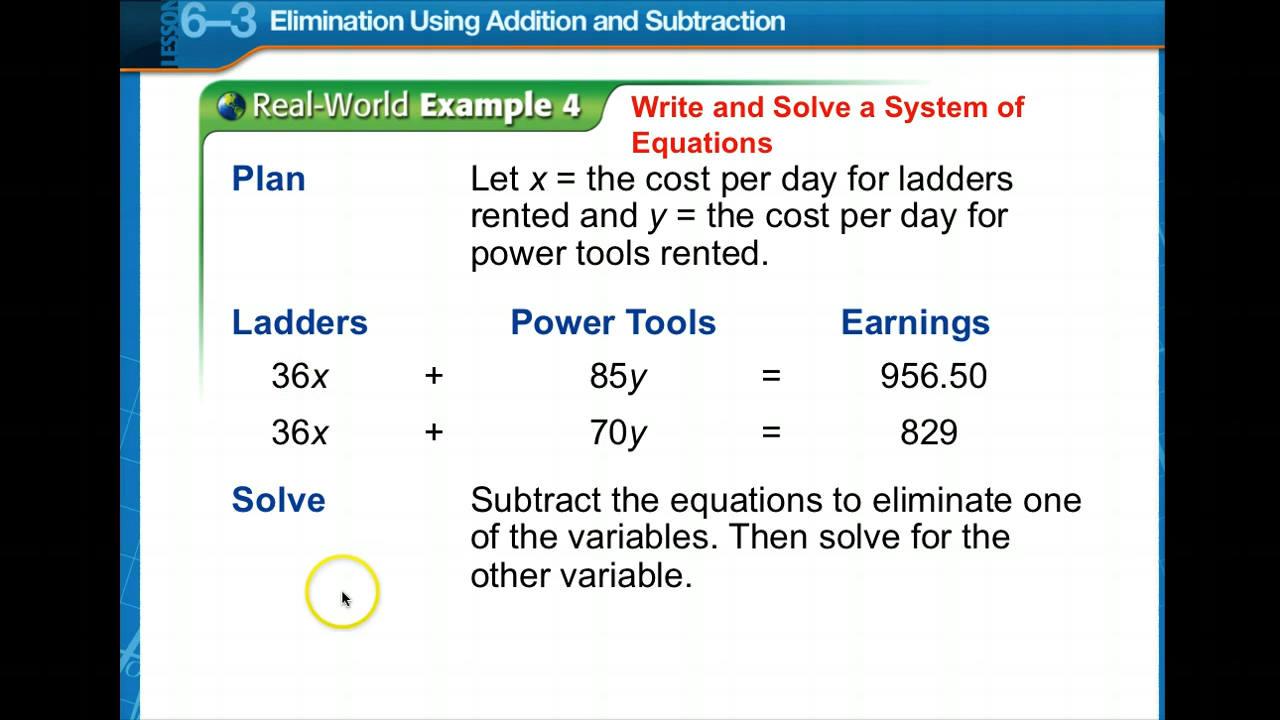 LESSON 6–3 Elimination Using Addition and Subtraction
Real-World Example 4
Write and Solve a System of
Equations
Plan
Let x = the cost per day for ladders
rented and y = the cost per day for
power tools rented.
Ladders Power Tools Earnings
36x + 85y = 956.50
36x + 70y = 829
Solve
Subtract the equations to eliminate one
of the variables. Then solve for the
other variable.